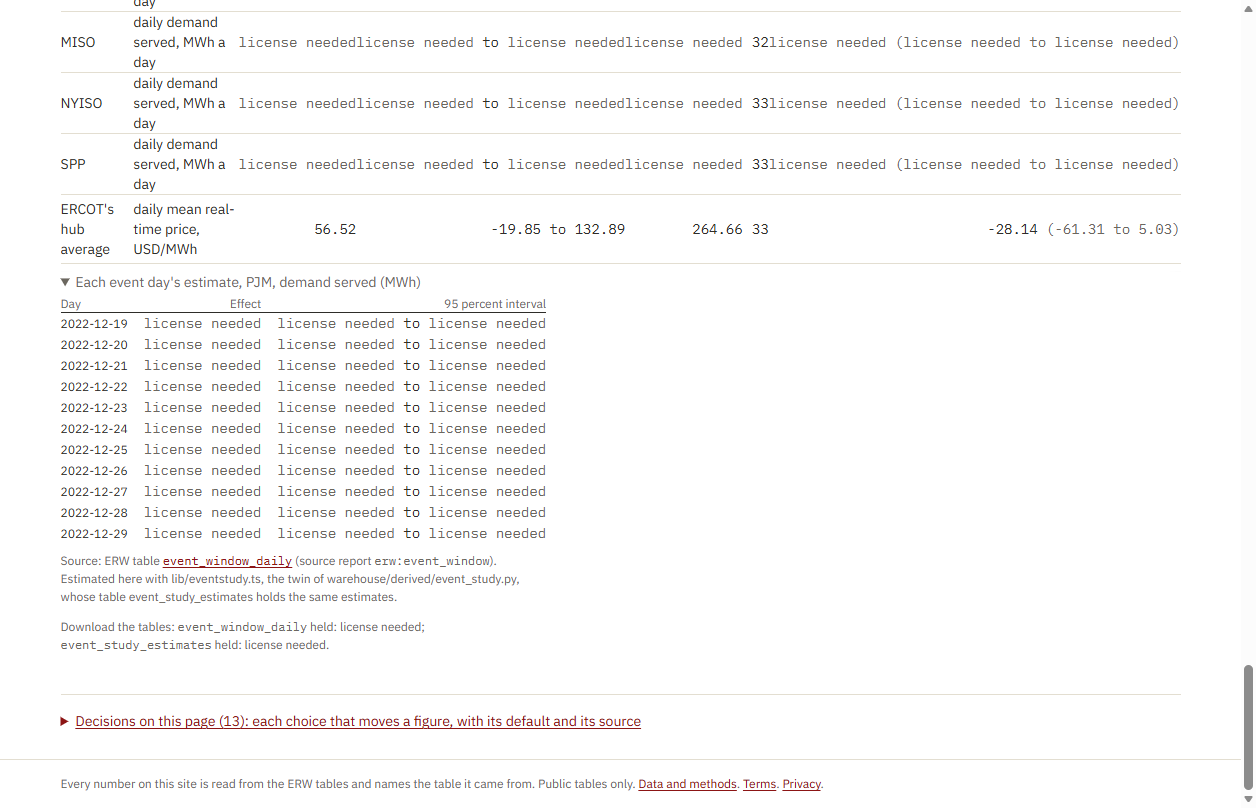 day
MISO daily demand served, MWh a day license neededlicense needed to license neededlicense needed 32license needed (license needed to license needed)
NYISO daily demand served, MWh a day license neededlicense needed to license neededlicense needed 33license needed (license needed to license needed)
SPP daily demand served, MWh a day license neededlicense needed to license neededlicense needed 33license needed (license needed to license needed)
ERCOT's hub average daily mean real-time price, USD/MWh 56.52 -19.85 to 132.89 264.66 33 -28.14 (-61.31 to 5.03)
▼ Each event day's estimate, PJM, demand served (MWh)
Day Effect 95 percent interval
2022-12-19 license needed license needed to license needed
2022-12-20 license needed license needed to license needed
2022-12-21 license needed license needed to license needed
2022-12-22 license needed license needed to license needed
2022-12-23 license needed license needed to license needed
2022-12-24 license needed license needed to license needed
2022-12-25 license needed license needed to license needed
2022-12-26 license needed license needed to license needed
2022-12-27 license needed license needed to license needed
2022-12-28 license needed license needed to license needed
2022-12-29 license needed license needed to license needed
Source: ERW table event_window_daily (source report erw:event_window).
Estimated here with lib/eventstudy.ts, the twin of warehouse/derived/event_study.py,
whose table event_study_estimates holds the same estimates.
Download the tables: event_window_daily held: license needed;
event_study_estimates held: license needed.
▶ Decisions on this page (13): each choice that moves a figure, with its default and its source
Every number on this site is read from the ERW tables and names the table it came from. Public tables only. Data and methods. Terms. Privacy.